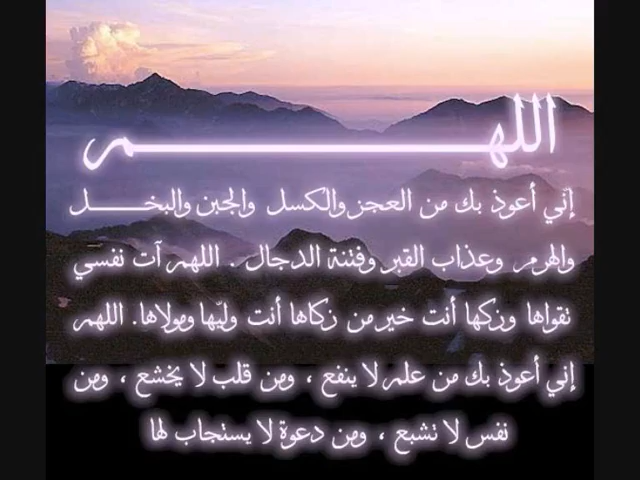 اللهم
إني أعوذ بك من العجز والكسل والجبن والبخل
والهرم وعذاب القبر وفتنة الدجال . اللهم آت نفسي
تقواها وزكها أنت خير من زكاها أنت وليها ومولاها. اللهم
إني أعوذ بك من علم لا ينفع ، ومن قلب لا يخشع ، ومن
نفس لا تشبع ، ومن دعوة لا يستجاب لها